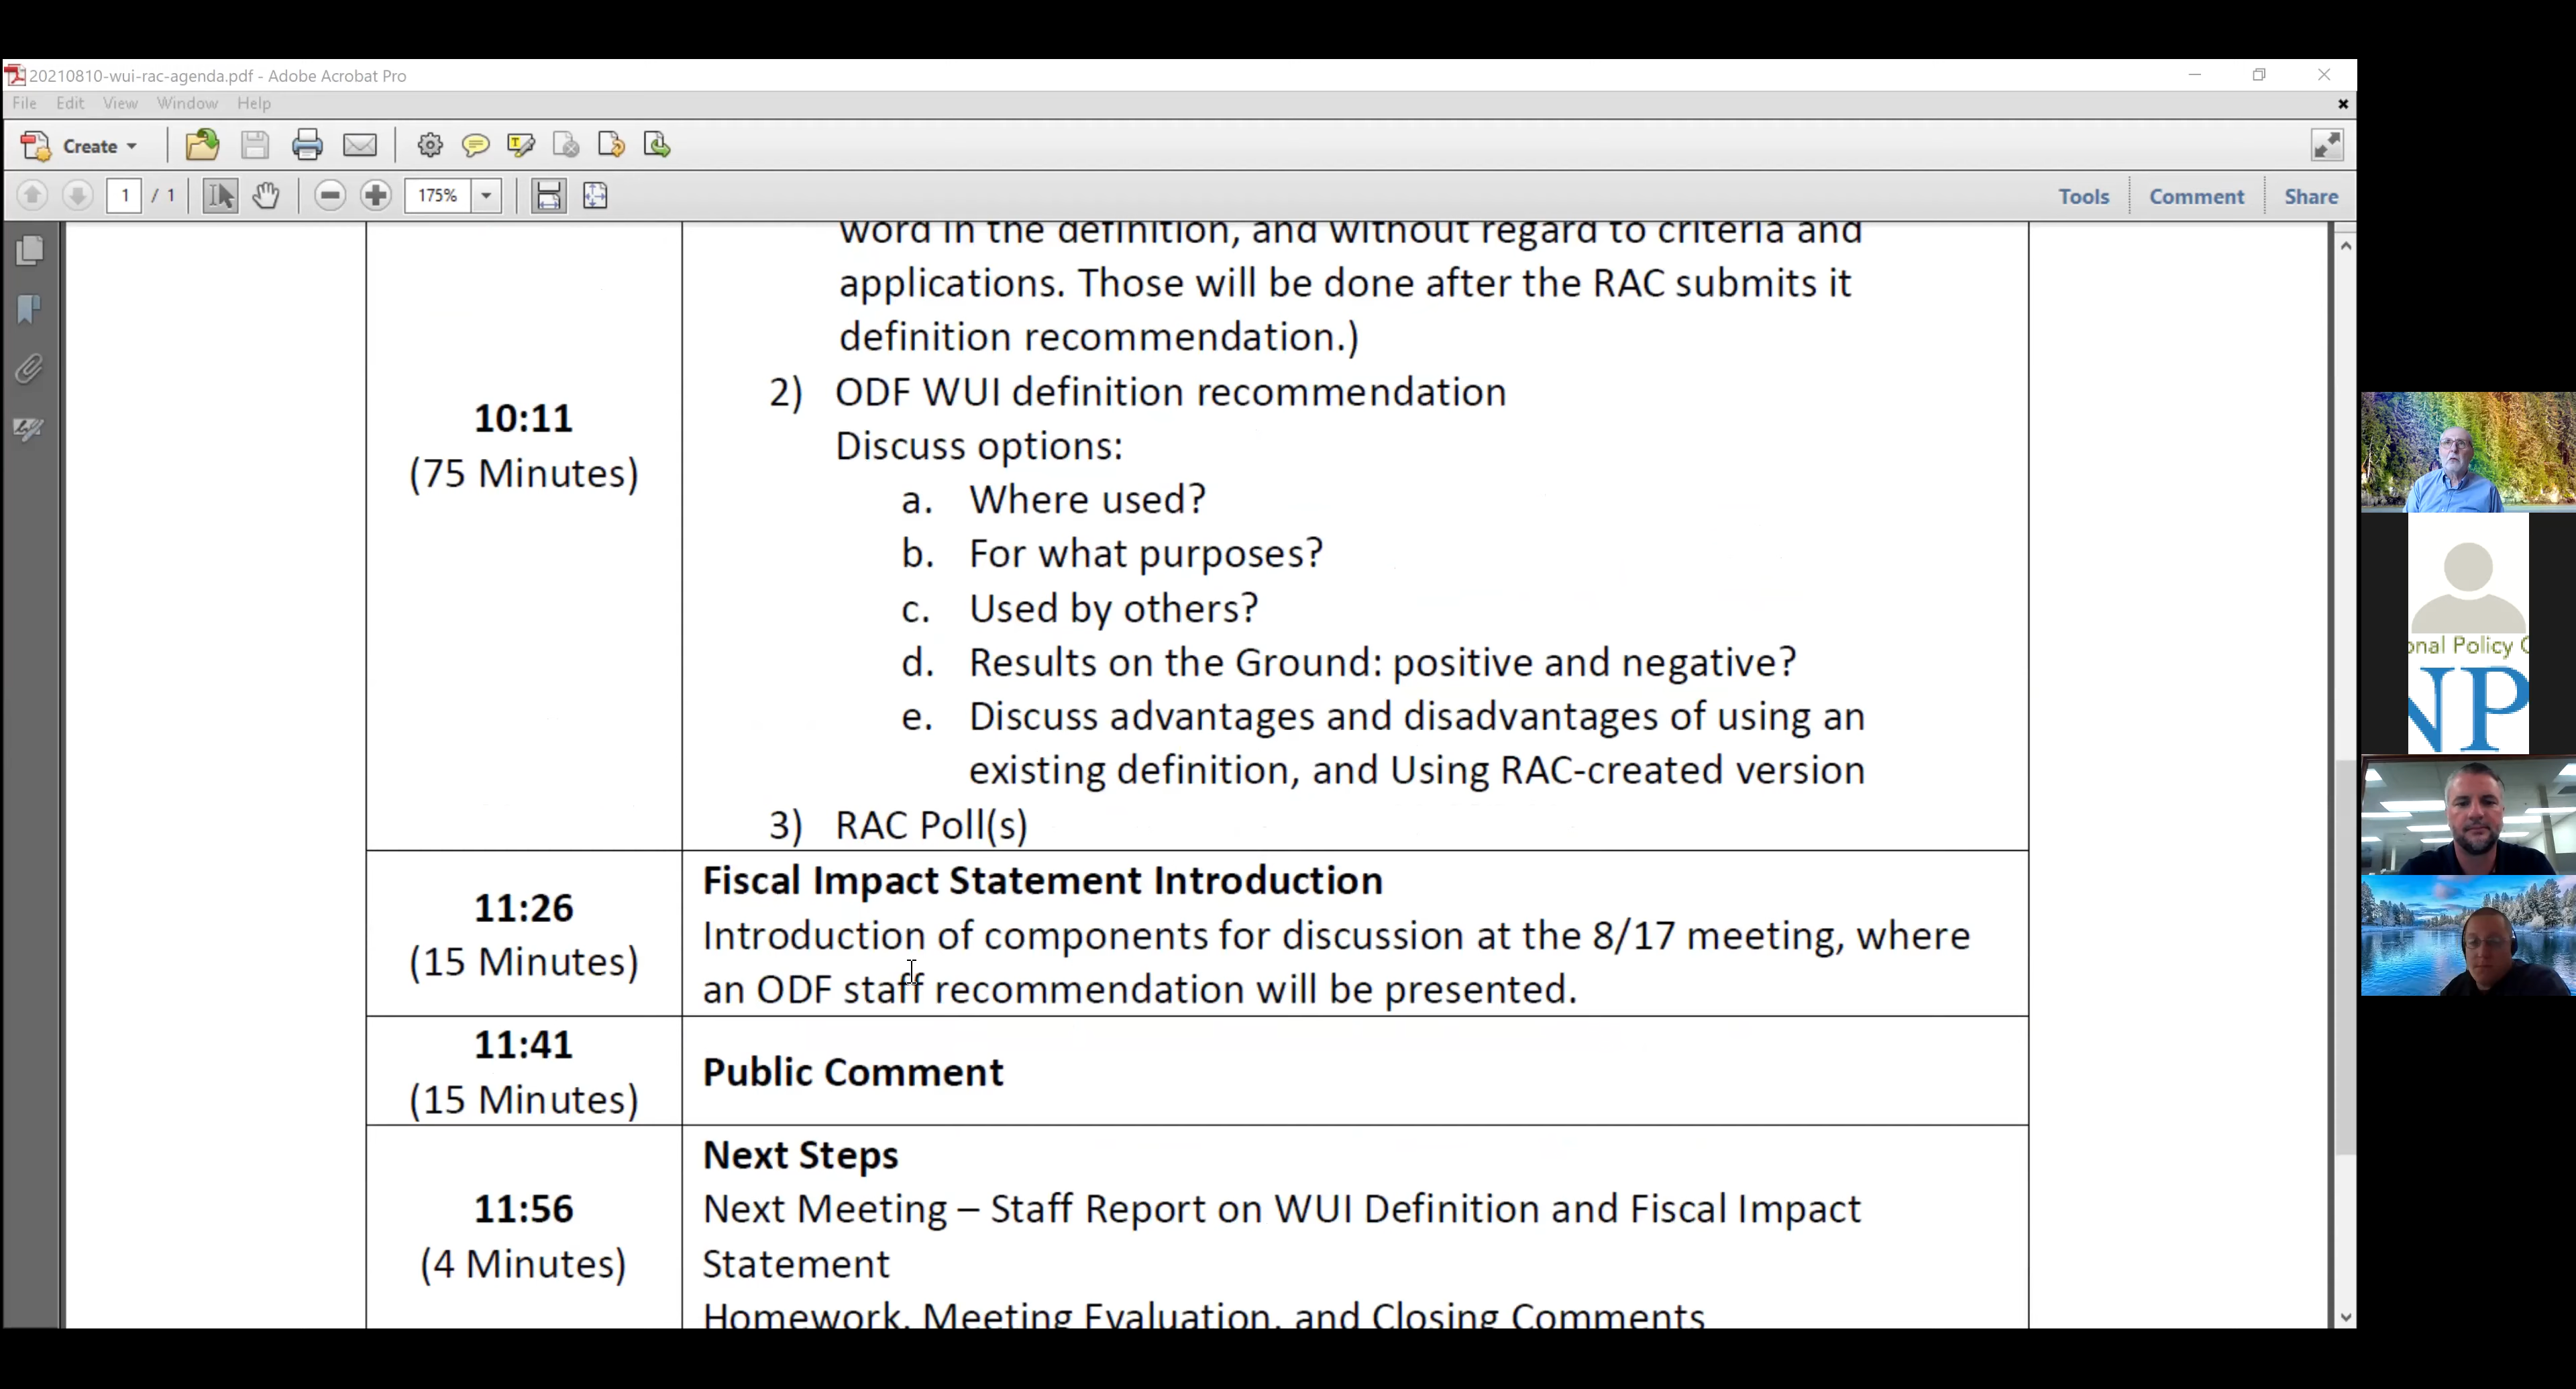 20210810-wui-rac-agenda.pdf - Adobe Acrobat Pro
File Edit View Window Help
Create
1 / 1 175% Tools Comment Share
word in the definition, and without regard to criteria and
applications. Those will be done after the RAC submits it
definition recommendation.)
10:11
(75 Minutes)
2) ODF WUI definition recommendation
Discuss options:
a. Where used?
b. For what purposes?
c. Used by others?
d. Results on the Ground: positive and negative?
e. Discuss advantages and disadvantages of using an
existing definition, and Using RAC-created version
3) RAC Poll(s)
11:26
(15 Minutes)
Fiscal Impact Statement Introduction
Introduction of components for discussion at the 8/17 meeting, where
an ODF staff recommendation will be presented.
11:41
(15 Minutes)
Public Comment
11:56
(4 Minutes)
Next Steps
Next Meeting – Staff Report on WUI Definition and Fiscal Impact
Statement
Homework, Meeting Evaluation, and Closing Comments
onal Policy C
NP